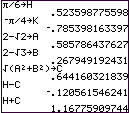 π/6→H
.523598775598
-π/4→K
-.785398163397
2-√2→A
.585786437627
2-√3→B
.267949192431
√(A²+B²)→C
.644160321839
H-C
-.120561546241
H+C
1.16775909744